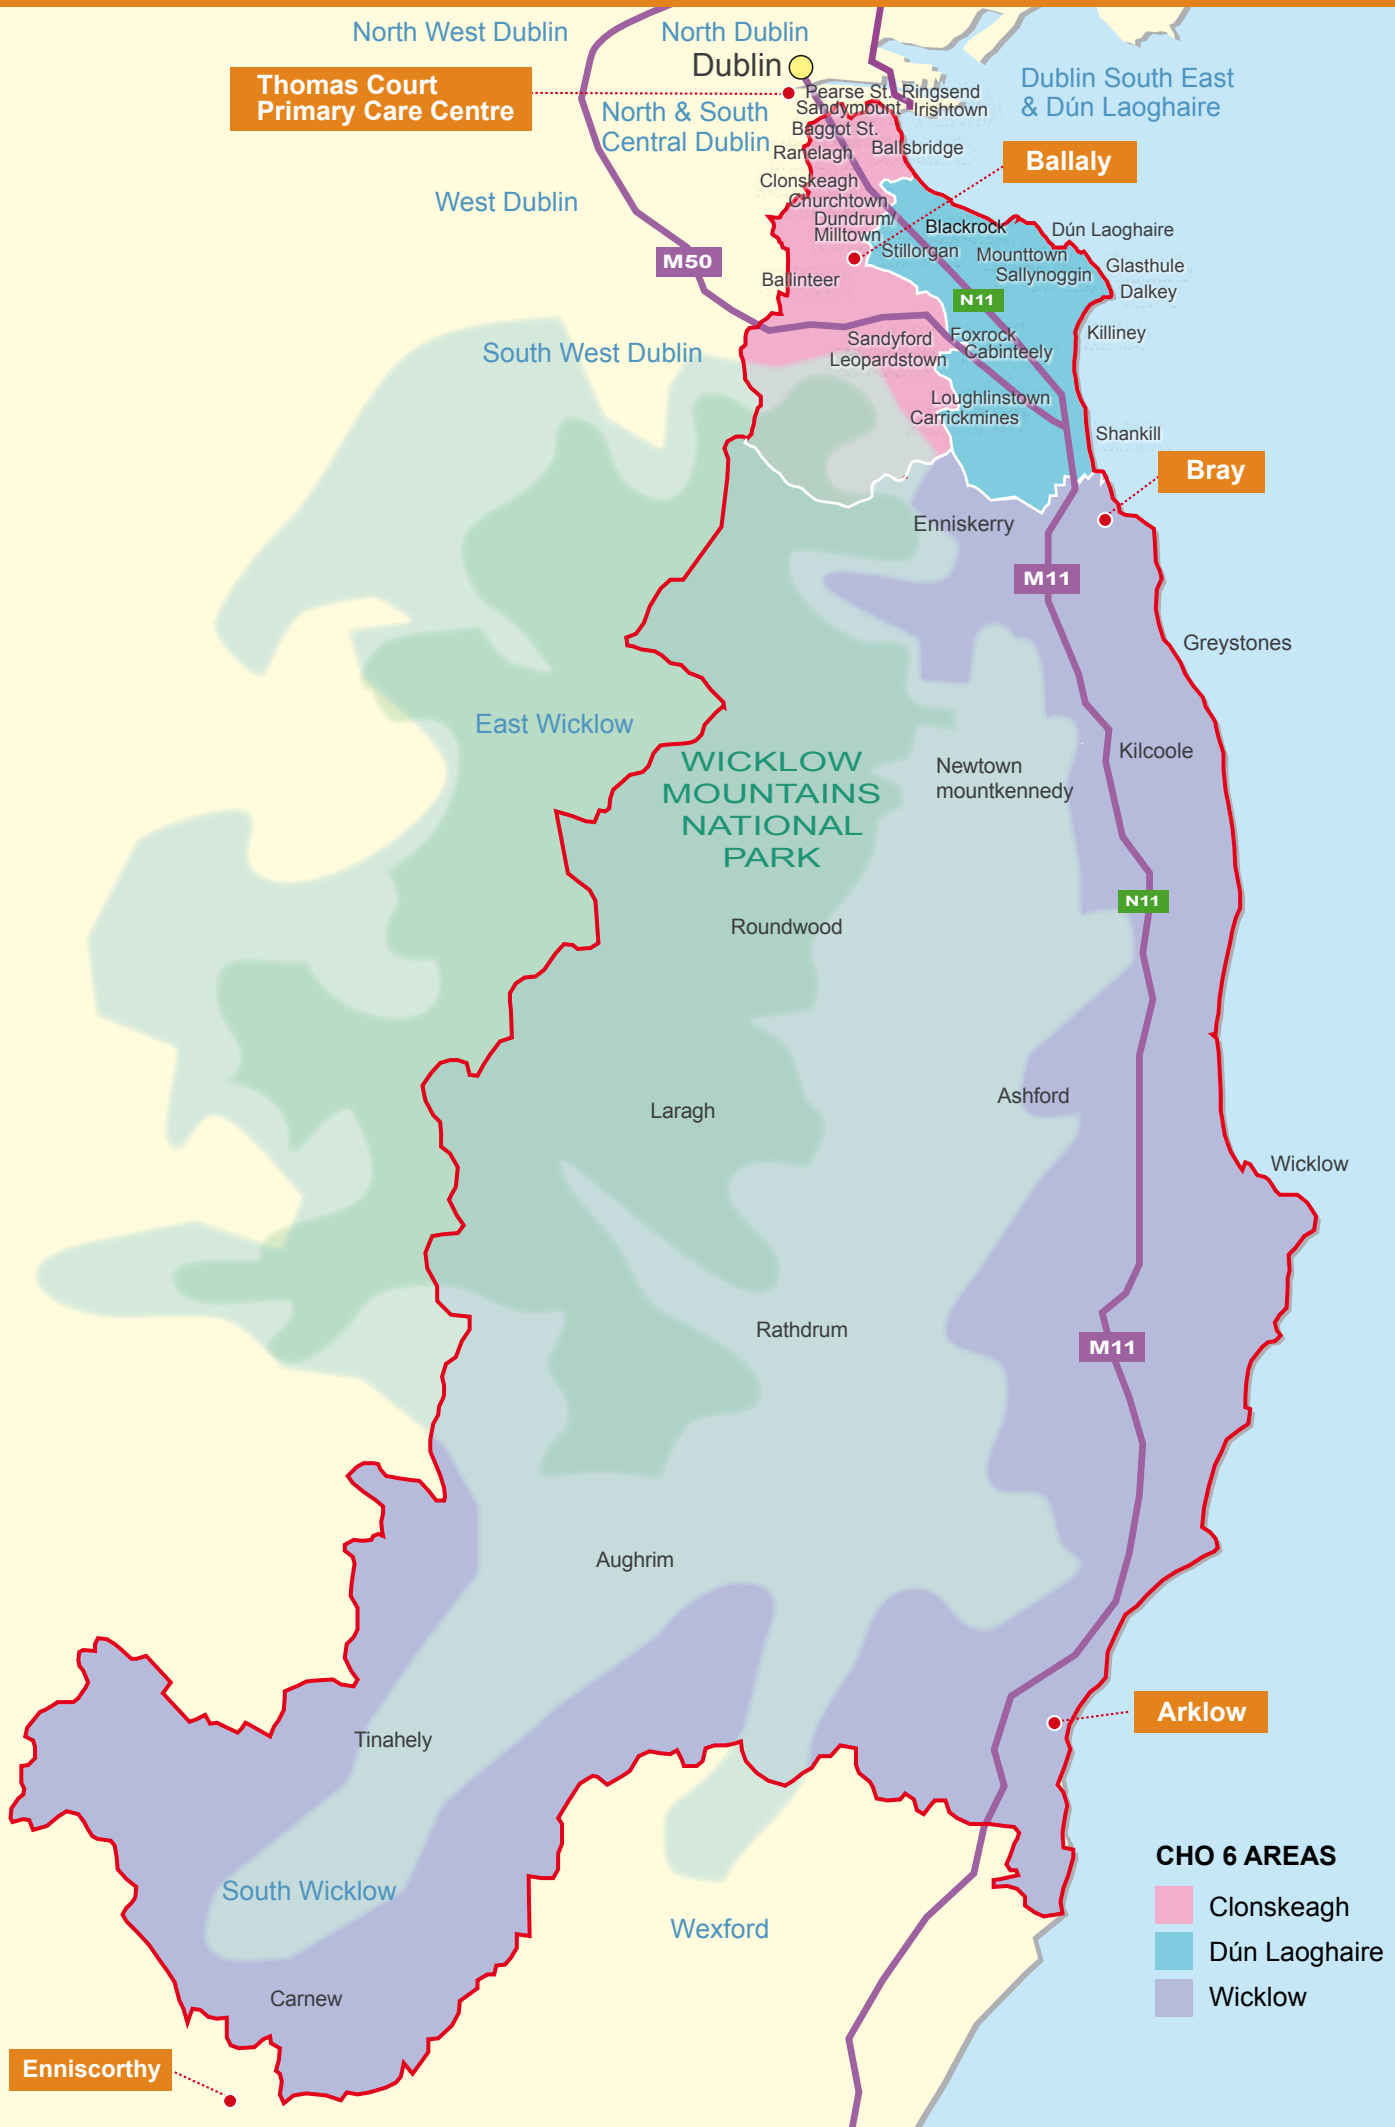 North West Dublin
North Dublin
Dublin
Thomas Court
Primary Care Centre
Dublin South East
& Dún Laoghaire
Pearse St.
Ringsend
Sandymount
Irishtown
North & South
Central Dublin
Baggot St.
Ranelagh
Ballsbridge
Ballaly
Clonskeagh
West Dublin
Churchtown
Dundrum/
Milltown
Blackrock
Dún Laoghaire
Stillorgan
Mounttown
Sallynoggin
Glasthule
M50
Ballinteer
Dalkey
N11
Killiney
Sandyford
Foxrock
South West Dublin
Leopardstown
Cabinteely
Loughlinstown
Carrickmines
Shankill
Bray
Enniskerry
M11
Greystones
East Wicklow
WICKLOW
MOUNTAINS
NATIONAL
PARK
Newtown
mountkennedy
Kilcoole
N11
Roundwood
Laragh
Ashford
Wicklow
Rathdrum
M11
Aughrim
Arklow
Tinahely
South Wicklow
Wexford
CHO 6 AREAS
Clonskeagh
Dún Laoghaire
Wicklow
Carnew
Enniscorthy